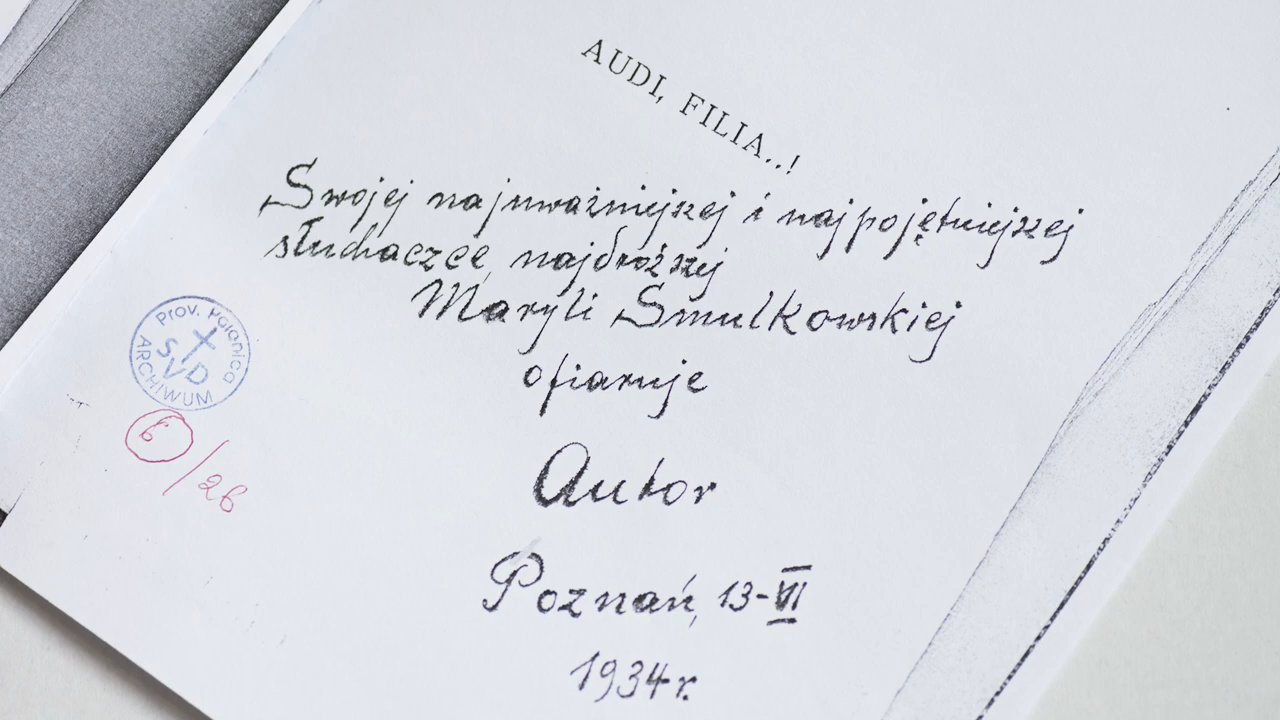 AUDI, FILIA..!
Swojej najuważniejszej i najpojętniejszej
słuchaczce, najdroższej
Maryli Smulkowskiej
ofiaruje
Autor
Poznań, 13-VI
1934 r.
Prov. Polonica
SVD
ARCHIWUM
6/26